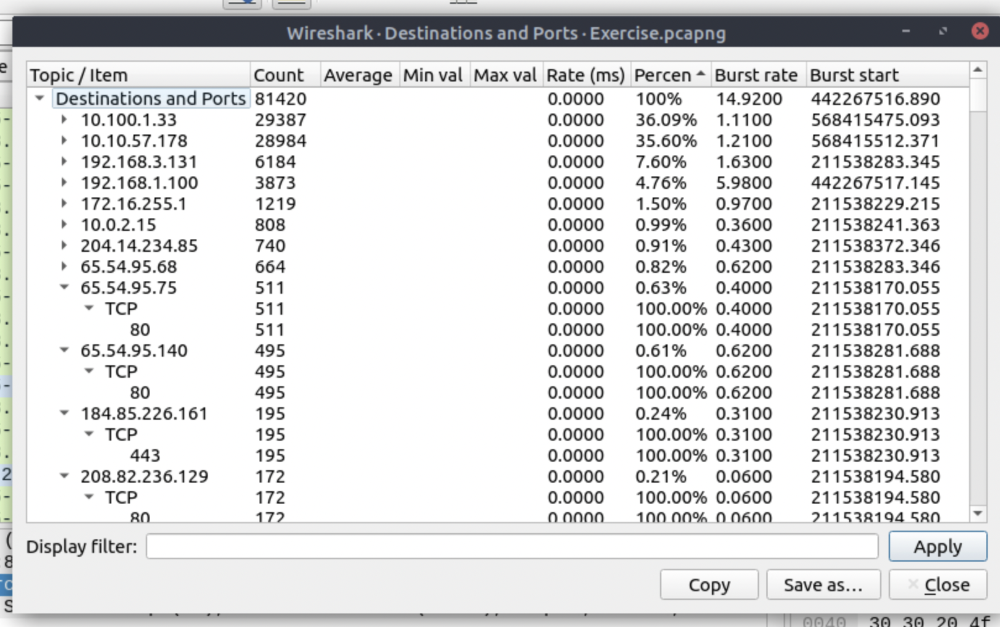 Wireshark · Destinations and Ports · Exercise.pcapng
e
Topic / Item Count Average Min val Max val Rate (ms) Percen Burst rate Burst start
Destinations and Ports 81420 0.0000 100% 14.9200 442267516.890
10.100.1.33 29387 0.0000 36.09% 1.1100 568415475.093
10.10.57.178 28984 0.0000 35.60% 1.2100 568415512.371
192.168.3.131 6184 0.0000 7.60% 1.6300 211538283.345
192.168.1.100 3873 0.0000 4.76% 5.9800 442267517.145
172.16.255.1 1219 0.0000 1.50% 0.9700 211538229.215
10.0.2.15 808 0.0000 0.99% 0.3600 211538241.363
204.14.234.85 740 0.0000 0.91% 0.4300 211538372.346
65.54.95.68 664 0.0000 0.82% 0.6200 211538283.346
65.54.95.75 511 0.0000 0.63% 0.4000 211538170.055
TCP 511 0.0000 100.00% 0.4000 211538170.055
80 511 0.0000 100.00% 0.4000 211538170.055
65.54.95.140 495 0.0000 0.61% 0.6200 211538281.688
TCP 495 0.0000 100.00% 0.6200 211538281.688
80 495 0.0000 100.00% 0.6200 211538281.688
184.85.226.161 195 0.0000 0.24% 0.3100 211538230.913
TCP 195 0.0000 100.00% 0.3100 211538230.913
443 195 0.0000 100.00% 0.3100 211538230.913
208.82.236.129 172 0.0000 0.21% 0.0600 211538194.580
TCP 172 0.0000 100.00% 0.0600 211538194.580
80 172 0.0000 100.00% 0.0600 211538194.580
Display filter: Apply
Copy Save as... Close
0040 30 30 20 4f